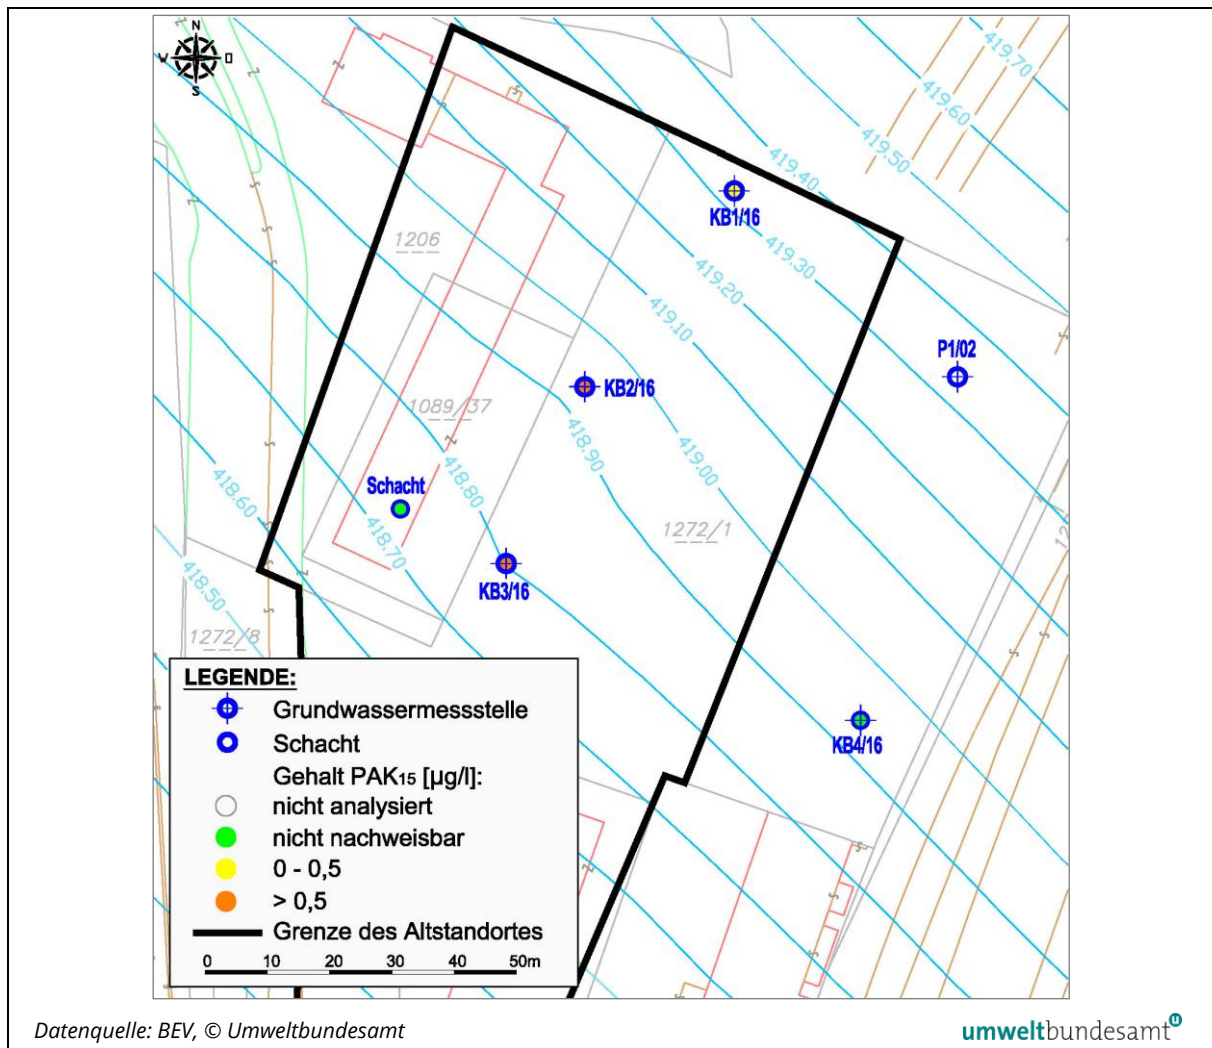 N
W
O
S
419.70
419.60
419.50
419.40
419.30
419.20
419.10
419.00
418.90
418.80
418.70
418.60
418.50
KB1/16
1206
P1/02
KB2/16
1089/37
Schacht
1272/1
KB3/16
1272/8
KB4/16
LEGENDE:
Grundwassermessstelle
Schacht
Gehalt PAK₁₅ [µg/l]:
nicht analysiert
nicht nachweisbar
0 - 0,5
> 0,5
Grenze des Altstandortes
0 10 20 30 40 50m
Datenquelle: BEV, © Umweltbundesamt
umweltbundesamt